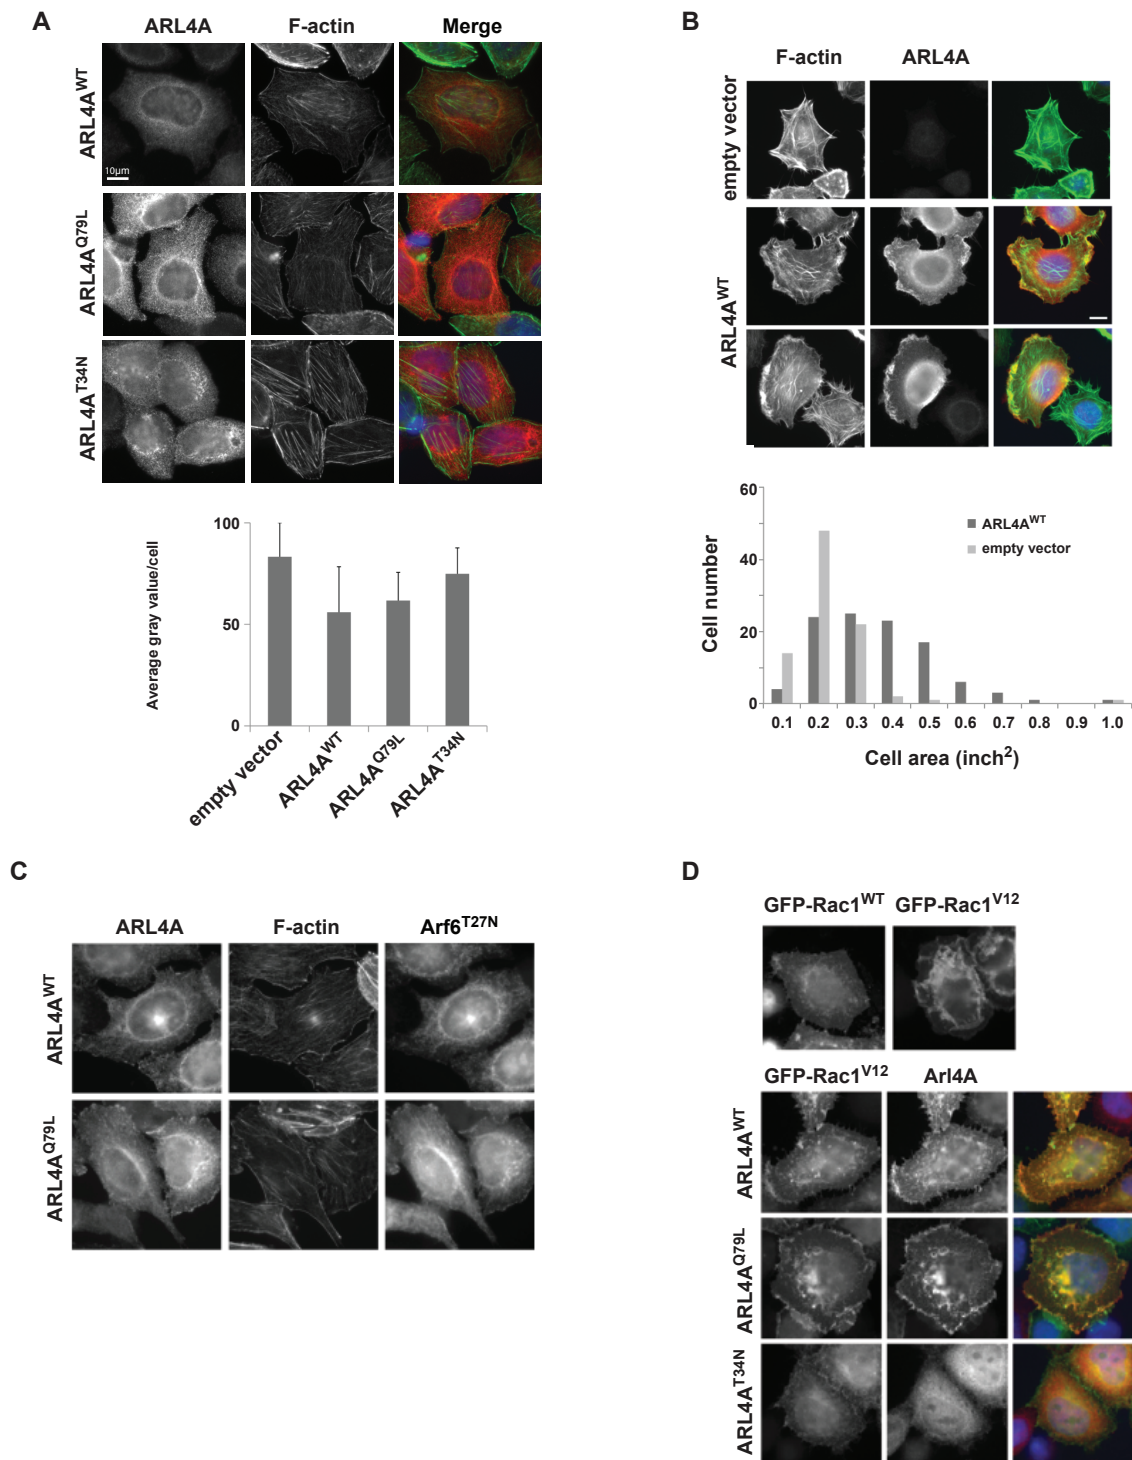 A
ARL4A F-actin Merge
ARL4A^WT
10µm
ARL4A^Q79L
ARL4A^T34N
Average gray value/cell
100
50
0
empty vector
ARL4A^WT
ARL4A^Q79L
ARL4A^T34N
B
F-actin ARL4A
empty vector
ARL4A^WT
Cell number
60
40
20
0
ARL4A^WT
empty vector
0.1 0.2 0.3 0.4 0.5 0.6 0.7 0.8 0.9 1.0
Cell area (inch²)
C
ARL4A F-actin Arf6^T27N
ARL4A^WT
ARL4A^Q79L
D
GFP-Rac1^WT GFP-Rac1^V12
GFP-Rac1^V12 Arl4A
ARL4A^WT
ARL4A^Q79L
ARL4A^T34N